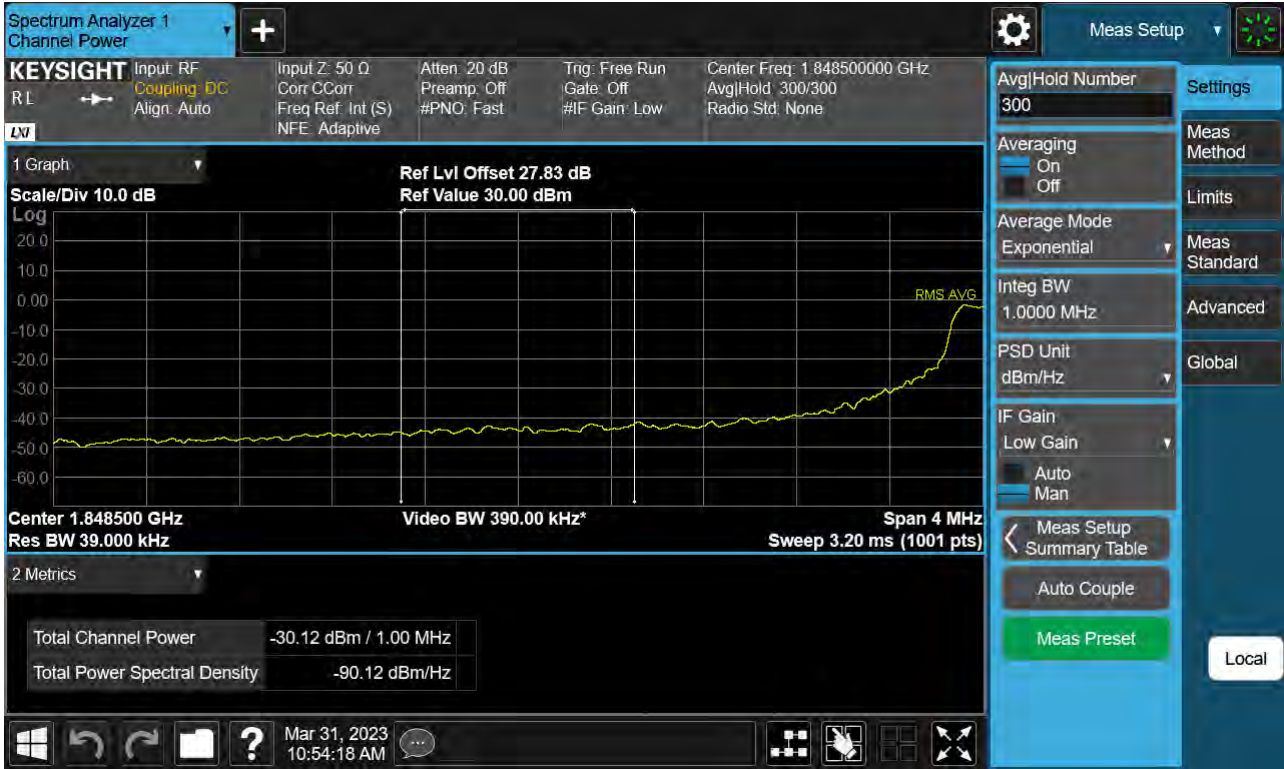 Spectrum Analyzer 1
Channel Power
+
Meas Setup
KEYSIGHT
R L
LXI
Input: RF
Coupling: DC
Align: Auto
Input Z: 50 Ω
Corr CCorr
Freq Ref: Int (S)
NFE: Adaptive
Atten: 20 dB
Preamp: Off
#PNO: Fast
Trig: Free Run
Gate: Off
#IF Gain: Low
Center Freq: 1.848500000 GHz
Avg|Hold: 300/300
Radio Std: None
1 Graph
Scale/Div 10.0 dB
Ref Lvl Offset 27.83 dB
Ref Value 30.00 dBm
Log
20.0
10.0
0.00
-10.0
-20.0
-30.0
-40.0
-50.0
-60.0
RMS AVG
Center 1.848500 GHz
Res BW 39.000 kHz
Video BW 390.00 kHz*
Span 4 MHz
Sweep 3.20 ms (1001 pts)
2 Metrics
Total Channel Power -30.12 dBm / 1.00 MHz
Total Power Spectral Density -90.12 dBm/Hz
?
Mar 31, 2023
10:54:18 AM
Avg|Hold Number
300
Averaging
On
Off
Average Mode
Exponential
Integ BW
1.0000 MHz
PSD Unit
dBm/Hz
IF Gain
Low Gain
Auto
Man
Meas Setup
Summary Table
Auto Couple
Meas Preset
Settings
Meas
Method
Limits
Meas
Standard
Advanced
Global
Local